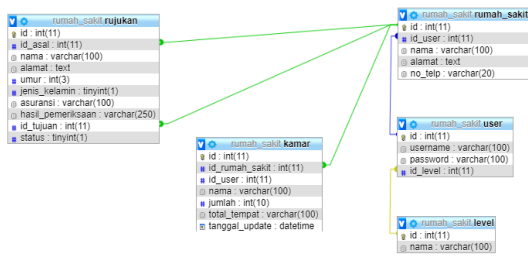 rumah_sakit rujukan
id : int(11)
id_asal : int(11)
nama : varchar(100)
alamat : text
umur : int(3)
jenis_kelamin : tinyint(1)
asuransi : varchar(100)
hasil_pemeriksaan : varchar(250)
id_tujuan : int(11)
status : tinyint(1)
rumah_sakit kamar
id : int(11)
id_rumah_sakit : int(11)
id_user : int(11)
nama : varchar(100)
jumlah : int(10)
total_tempat : varchar(100)
tanggal_update : datetime
rumah_sakit rumah_sakit
id : int(11)
id_user : int(11)
nama : varchar(100)
alamat : text
no_telp : varchar(20)
rumah_sakit user
id : int(11)
username : varchar(100)
password : varchar(100)
id_level : int(11)
rumah_sakit level
id : int(11)
nama : varchar(100)